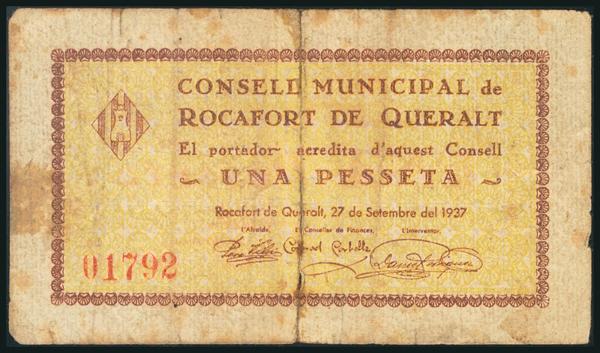 CONSELL MUNICIPAL de
ROCAFORT DE QUERALT
El portador acredita d'aquest Consell
UNA PESSETA
Rocafort de Queralt, 27 de Setembre del 1937
L'Alcalde, El Conseller de Finances, L'Interventor,
01792